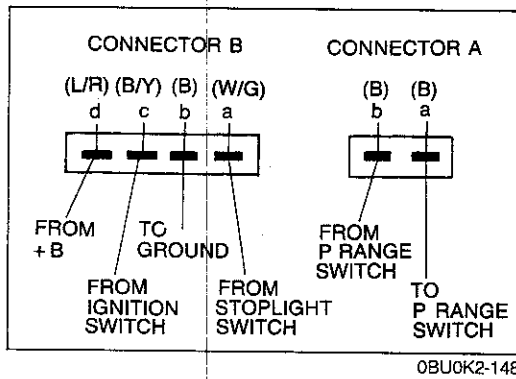 CONNECTOR B
CONNECTOR A
(L/R) (B/Y) (B) (W/G)
d c b a
(B) (B)
b a
FROM
+B
TO
GROUND
FROM
IGNITION
SWITCH
FROM
STOPLIGHT
SWITCH
FROM
P RANGE
SWITCH
TO
P RANGE
SWITCH
0BU0K2-148